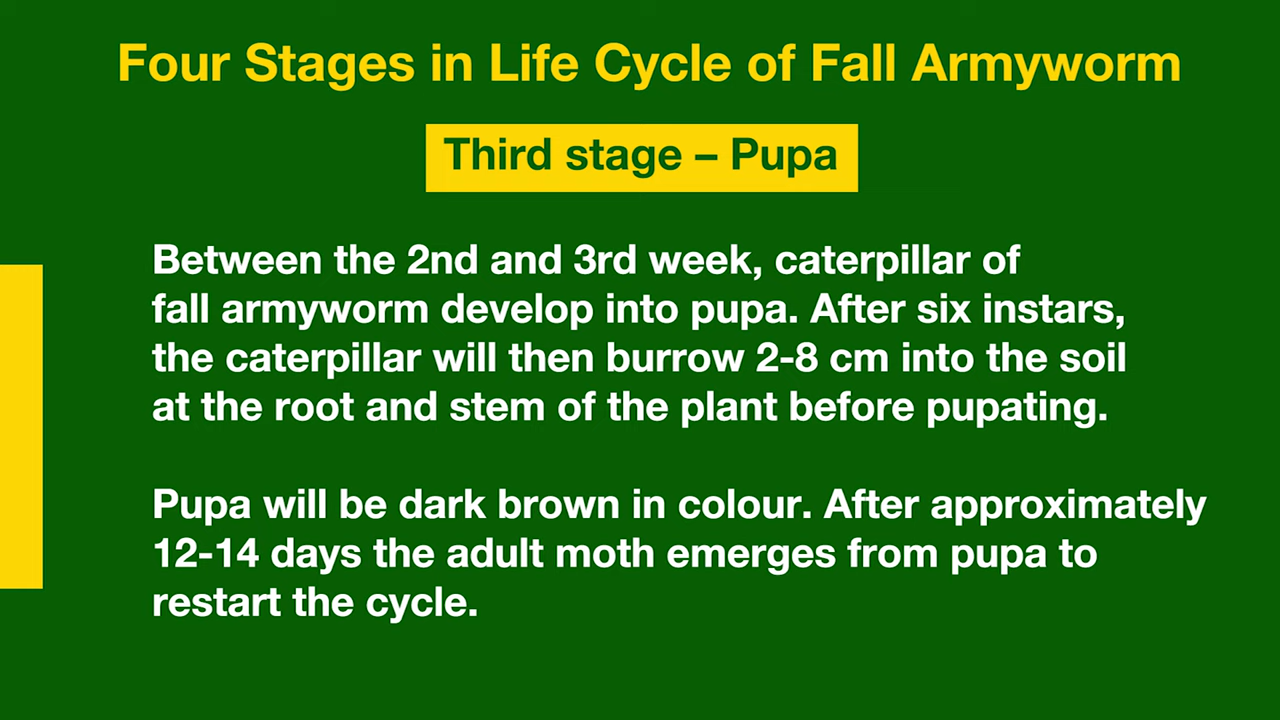 Four Stages in Life Cycle of Fall Armyworm
Third stage – Pupa
Between the 2nd and 3rd week, caterpillar of
fall armyworm develop into pupa. After six instars,
the caterpillar will then burrow 2-8 cm into the soil
at the root and stem of the plant before pupating.
Pupa will be dark brown in colour. After approximately
12-14 days the adult moth emerges from pupa to
restart the cycle.